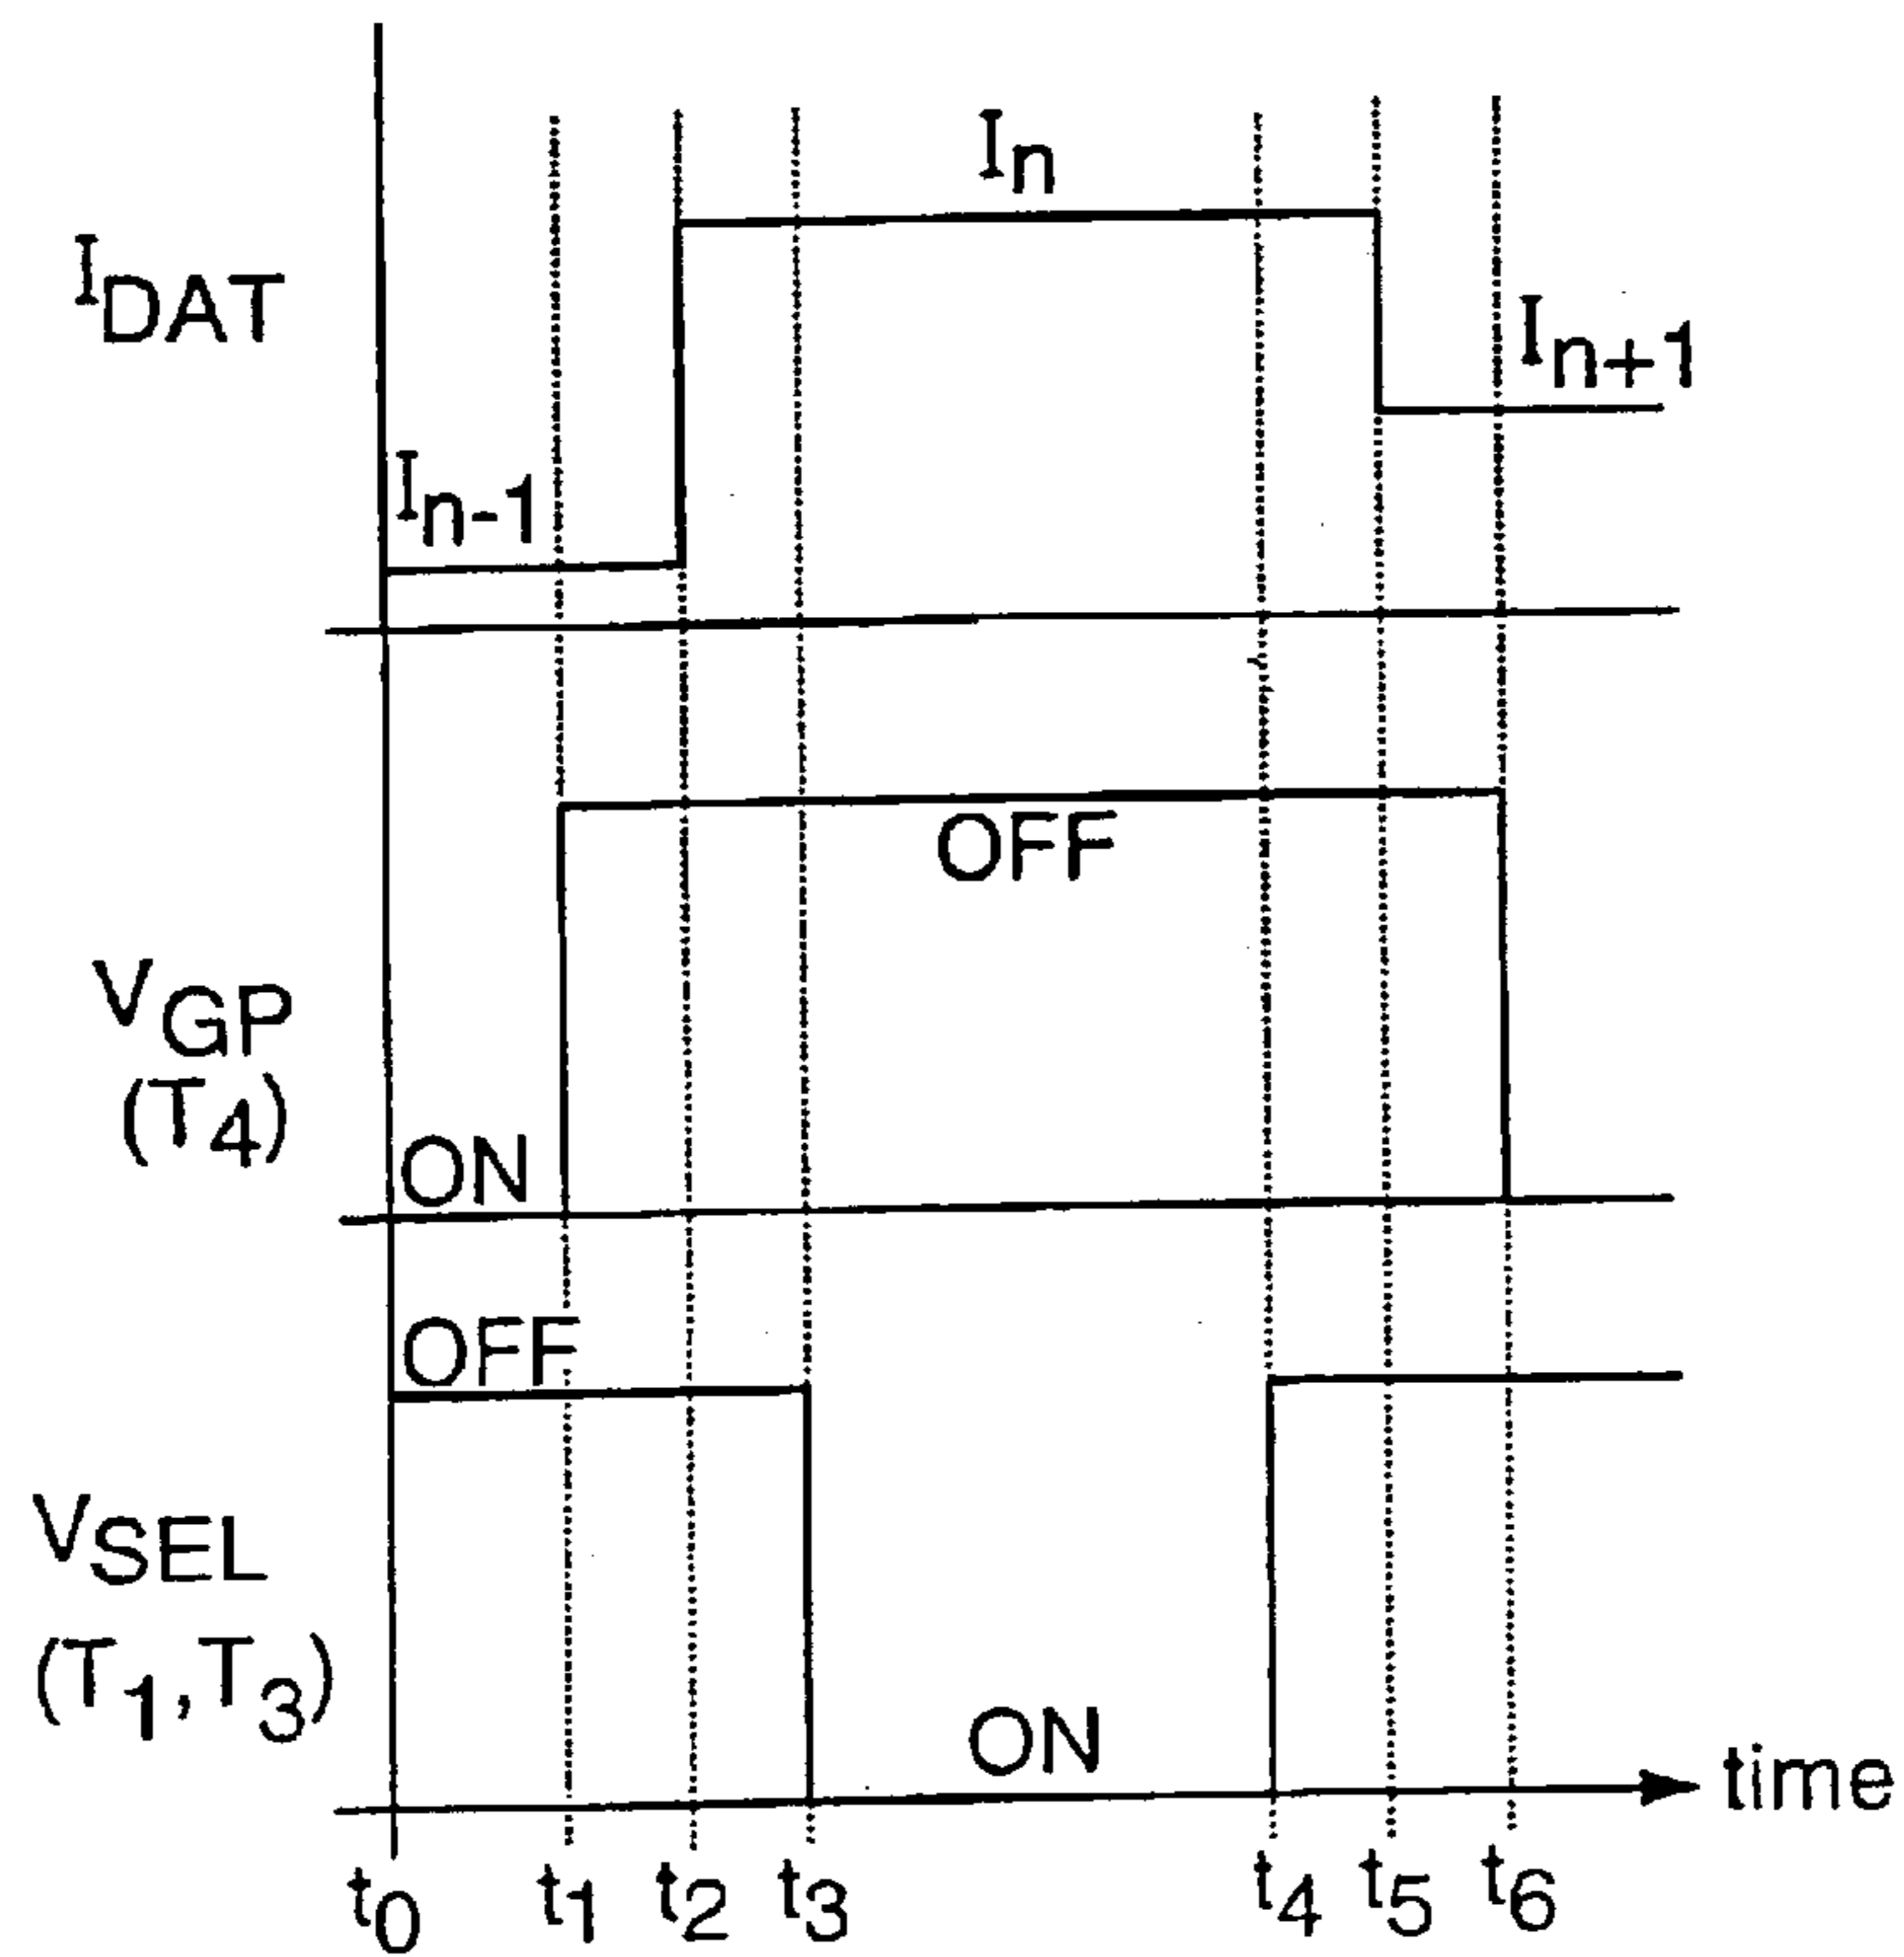 I_DAT
I_n-1
I_n
I_n+1
V_GP
(T_4)
ON
OFF
V_SEL
(T_1,T_3)
OFF
ON
time
t_0 t_1 t_2 t_3 t_4 t_5 t_6